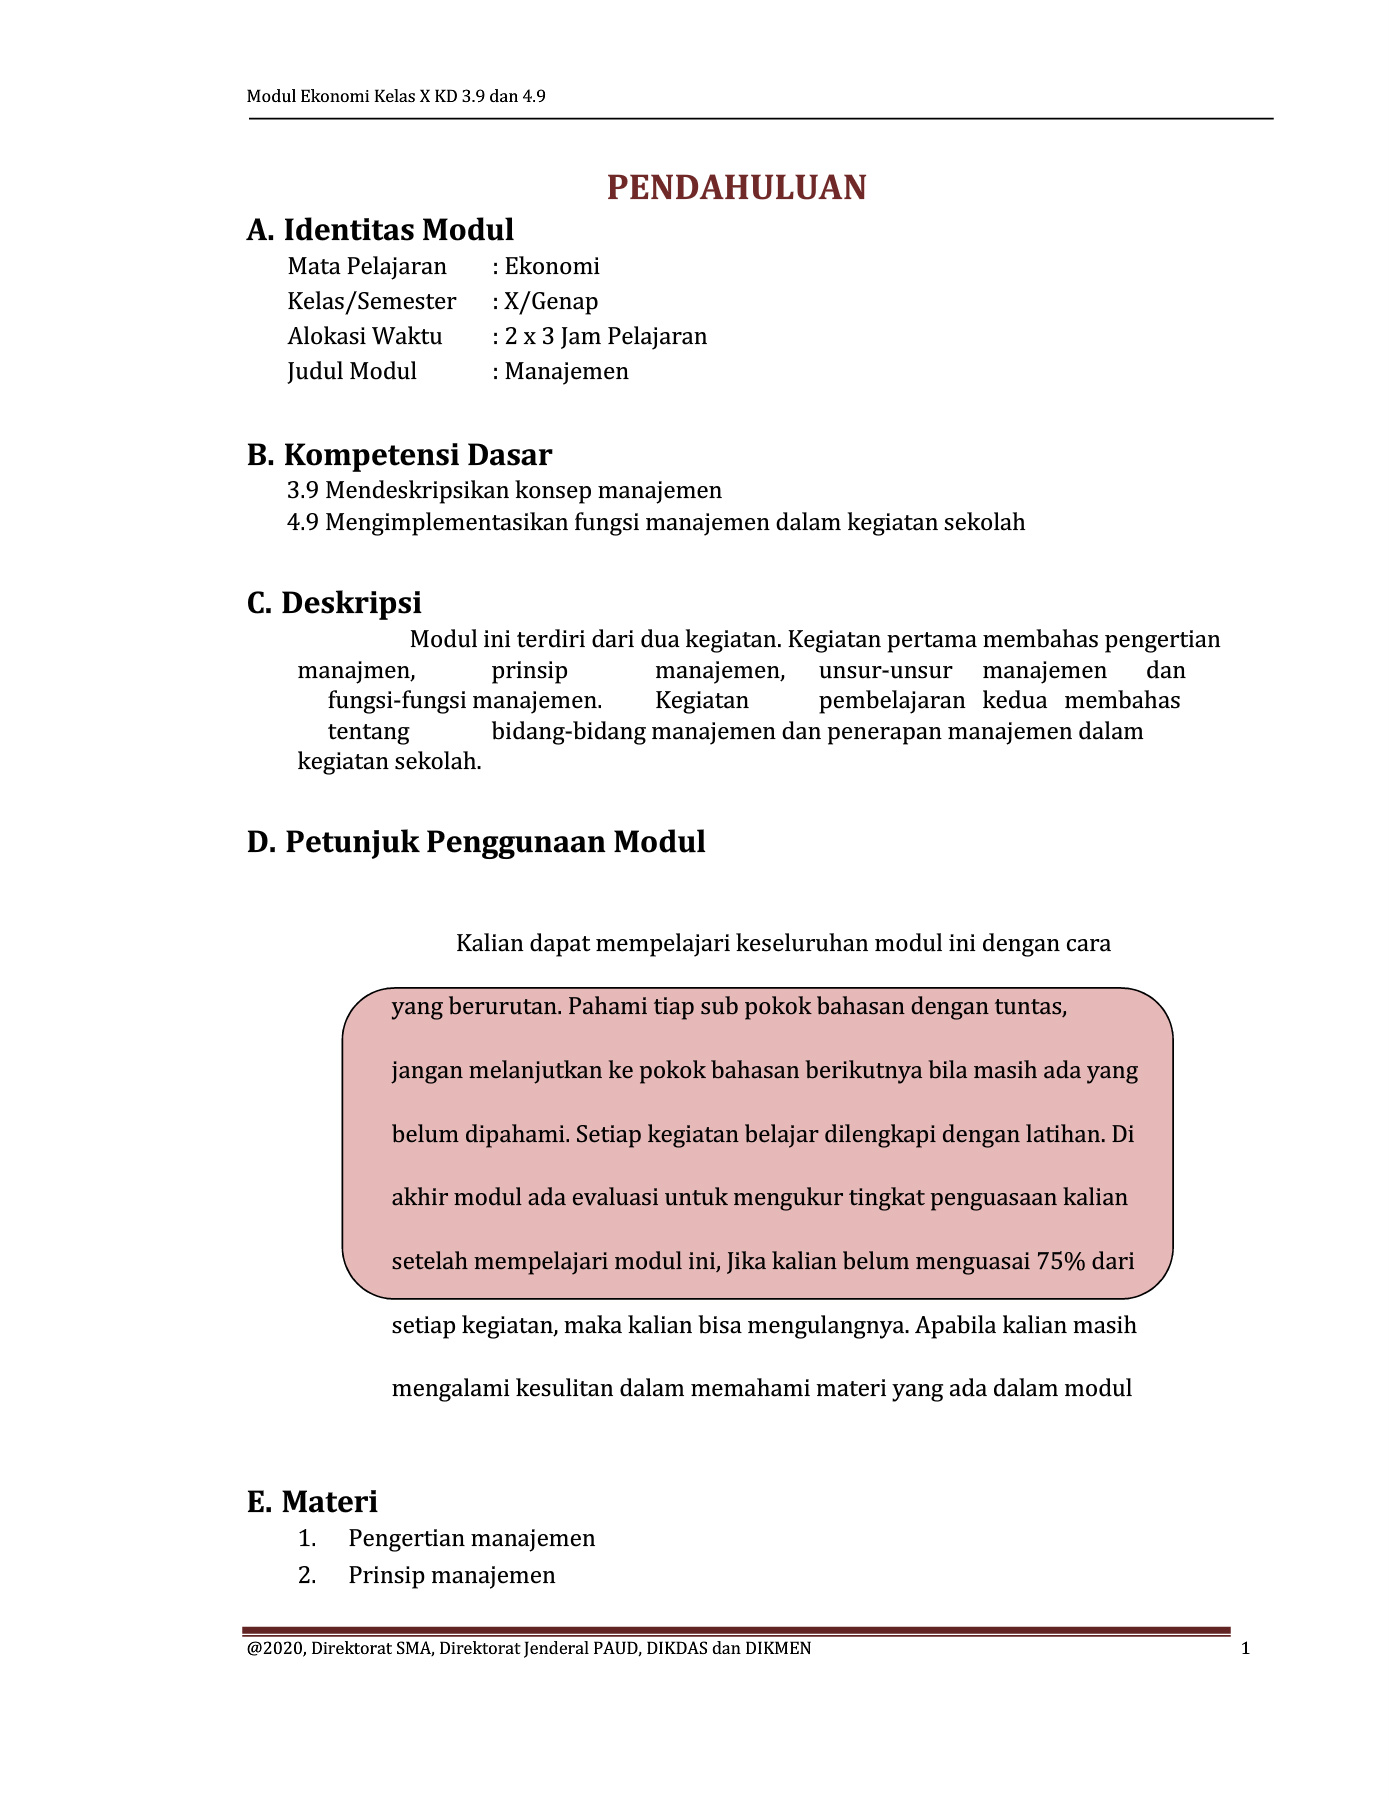 Modul Ekonomi Kelas X KD 3.9 dan 4.9
PENDAHULUAN
A. Identitas Modul
Mata Pelajaran : Ekonomi
Kelas/Semester : X/Genap
Alokasi Waktu : 2 x 3 Jam Pelajaran
Judul Modul : Manajemen
B. Kompetensi Dasar
3.9 Mendeskripsikan konsep manajemen
4.9 Mengimplementasikan fungsi manajemen dalam kegiatan sekolah
C. Deskripsi
Modul ini terdiri dari dua kegiatan. Kegiatan pertama membahas pengertian
manajmen, prinsip manajemen, unsur-unsur manajemen dan
fungsi-fungsi manajemen. Kegiatan pembelajaran kedua membahas
tentang bidang-bidang manajemen dan penerapan manajemen dalam
kegiatan sekolah.
D. Petunjuk Penggunaan Modul
Kalian dapat mempelajari keseluruhan modul ini dengan cara
yang berurutan. Pahami tiap sub pokok bahasan dengan tuntas,
jangan melanjutkan ke pokok bahasan berikutnya bila masih ada yang
belum dipahami. Setiap kegiatan belajar dilengkapi dengan latihan. Di
akhir modul ada evaluasi untuk mengukur tingkat penguasaan kalian
setelah mempelajari modul ini, Jika kalian belum menguasai 75% dari
setiap kegiatan, maka kalian bisa mengulangnya. Apabila kalian masih
mengalami kesulitan dalam memahami materi yang ada dalam modul
E. Materi
1. Pengertian manajemen
2. Prinsip manajemen
@2020, Direktorat SMA, Direktorat Jenderal PAUD, DIKDAS dan DIKMEN 1